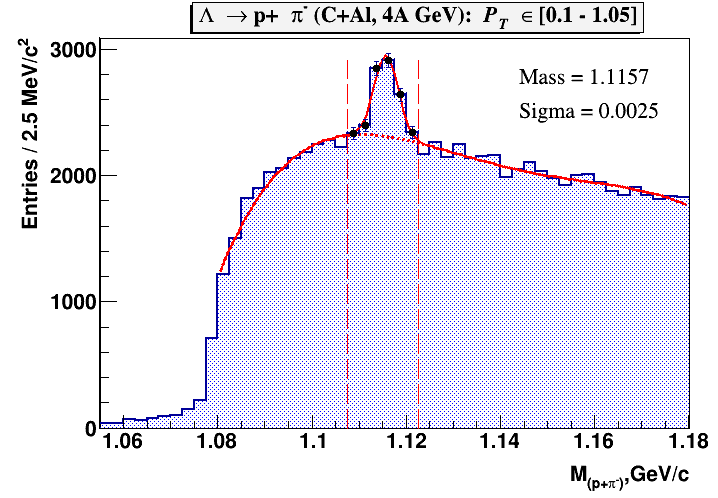 Λ → p+ π⁻ (C+Al, 4A GeV): P_T ∈ [0.1 - 1.05]
Entries / 2.5 MeV/c²
3000
2000
1000
0
Mass = 1.1157
Sigma = 0.0025
1.06 1.08 1.1 1.12 1.14 1.16 1.18
M_(p+π⁻),GeV/c